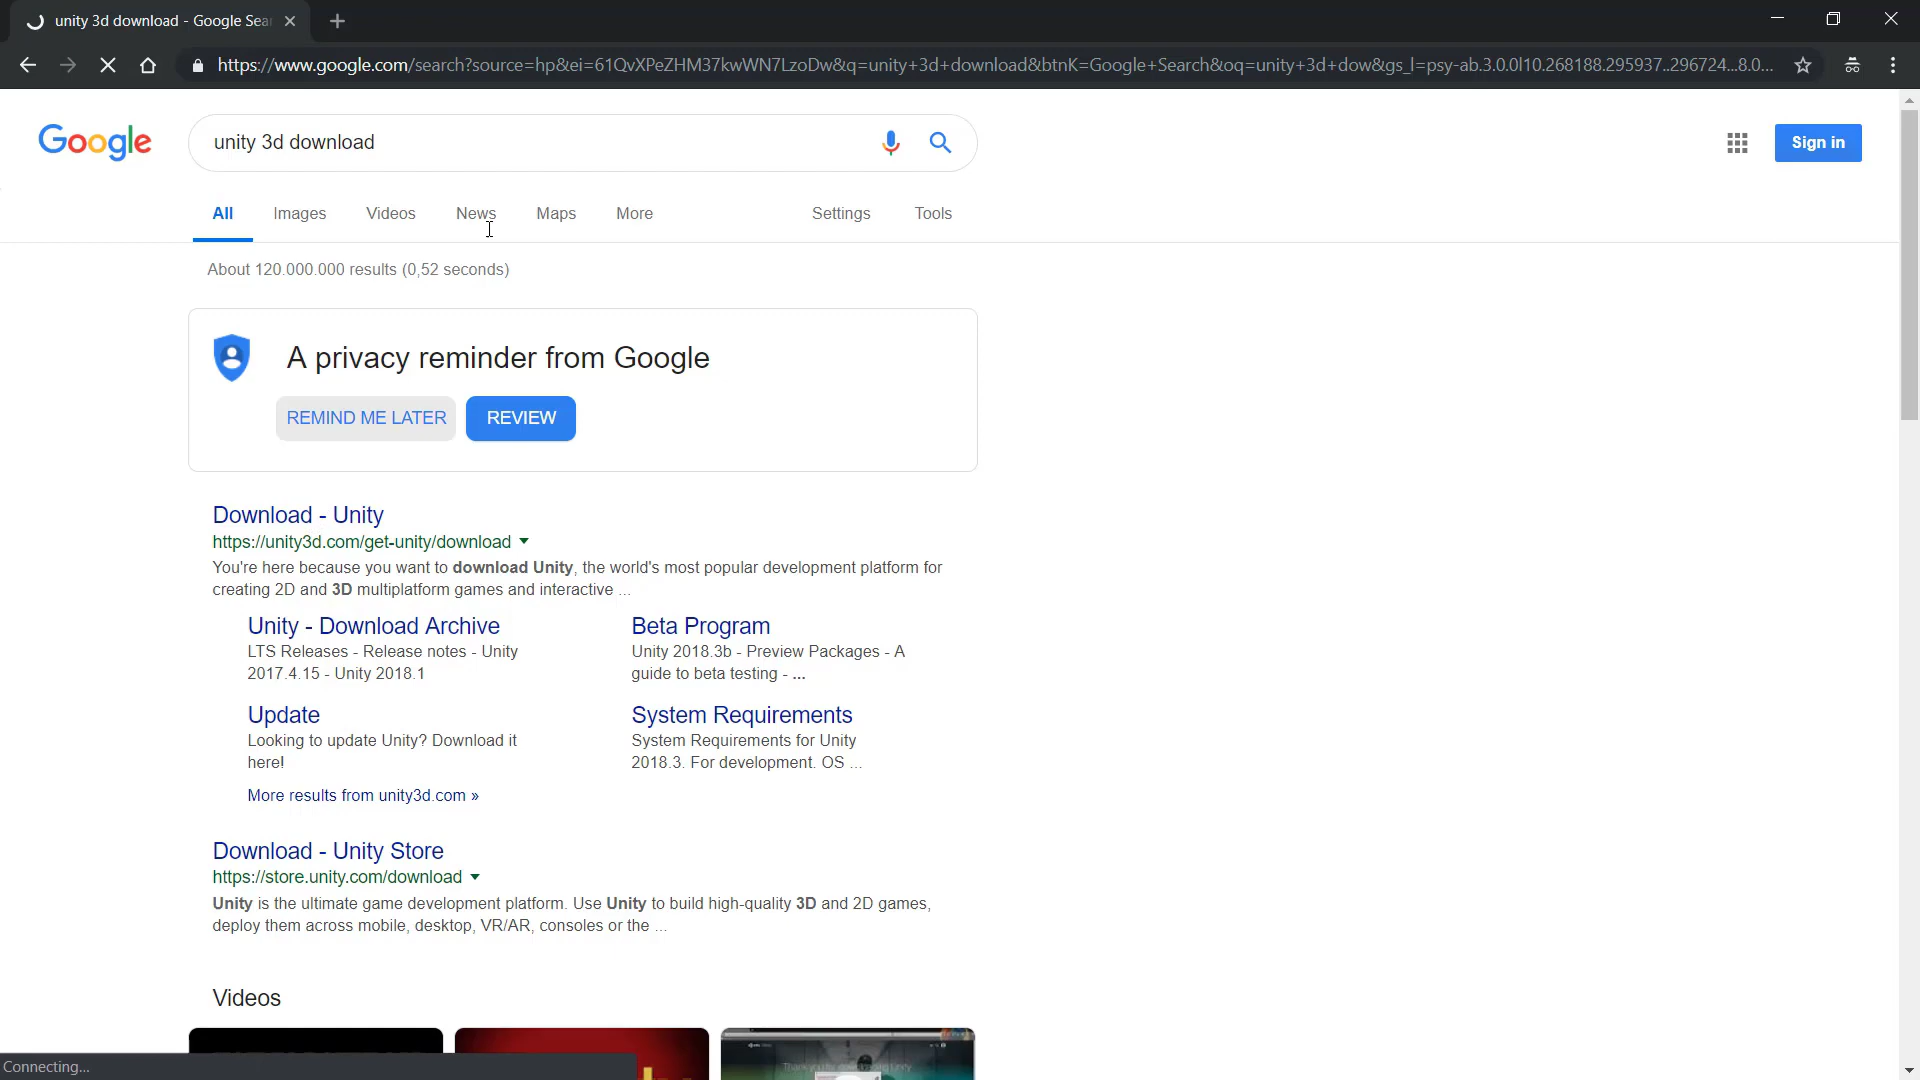 unity 3d download - Google Sea
https://www.google.com/search?source=hp&ei=61QvXPeZHM37kwWN7LzoDw&q=unity+3d+download&btnK=Google+Search&oq=unity+3d+dow&gs_l=psy-ab.3.0.0l10.268188.295937..296724...8.0...
Google
unity 3d download
Sign in
All Images Videos News Maps More Settings Tools
About 120.000.000 results (0,52 seconds)
A privacy reminder from Google
REMIND ME LATER REVIEW
Download - Unity
https://unity3d.com/get-unity/download
You're here because you want to download Unity, the world's most popular development platform for
creating 2D and 3D multiplatform games and interactive ...
Unity - Download Archive
LTS Releases - Release notes - Unity
2017.4.15 - Unity 2018.1
Beta Program
Unity 2018.3b - Preview Packages - A
guide to beta testing - ...
Update
Looking to update Unity? Download it
here!
System Requirements
System Requirements for Unity
2018.3. For development. OS ...
More results from unity3d.com »
Download - Unity Store
https://store.unity.com/download
Unity is the ultimate game development platform. Use Unity to build high-quality 3D and 2D games,
deploy them across mobile, desktop, VR/AR, consoles or the ...
Videos
Thank you for downloading Unity
Connecting...